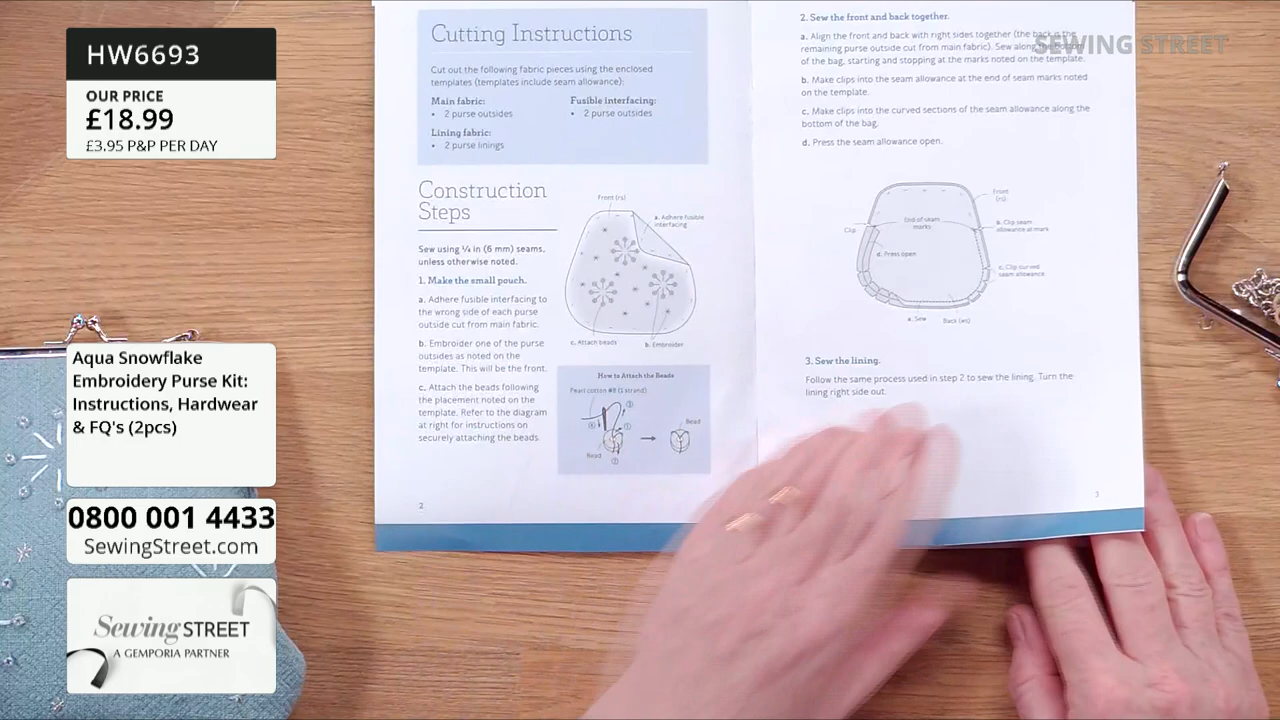 HW6693
OUR PRICE
£18.99
£3.95 P&P PER DAY
Aqua Snowflake
Embroidery Purse Kit:
Instructions, Hardwear
& FQ's (2pcs)
0800 001 4433
SewingStreet.com
Sewing STREET
A GEMPORIA PARTNER
SEWING STREET
Cutting Instructions
Cut out the following fabric pieces using the enclosed
templates (templates include seam allowance):
Main fabric:
• 2 purse outsides
Fusible interfacing:
• 2 purse outsides
Lining fabric:
• 2 purse linings
Construction
Steps
Sew using ¼ in (6 mm) seams,
unless otherwise noted.
1. Make the small pouch.
a. Adhere fusible interfacing to
the wrong side of each purse
outside cut from main fabric.
b. Embroider one of the purse
outsides as noted on the
template. This will be the front.
c. Attach the beads following
the placement noted on the
template. Refer to the diagram
at right for instructions on
securely attaching the beads
Front (rs)
a. Adhere fusible
interfacing
c. Attach beads
b. Embroider
How to Attach the Beads
Pearl cotton #8 (1 strand)
Bead
Bead
2
2. Sew the front and back together.
a. Align the front and back with right sides together (the back is the
remaining purse outside cut from main fabric). Sew along the bottom
of the bag, starting and stopping at the marks noted on the template.
b. Make clips into the seam allowance at the end of seam marks noted
on the template.
c. Make clips into the curved sections of the seam allowance along the
bottom of the bag.
d. Press the seam allowance open.
Front
(rs)
Clip
End of seam
marks
b. Clip seam
allowance at mark
d. Press open
c. Clip curved
seam allowance
a. Sew
Back (ws)
3. Sew the lining.
Follow the same process used in step 2 to sew the lining. Turn the
lining right side out.
3